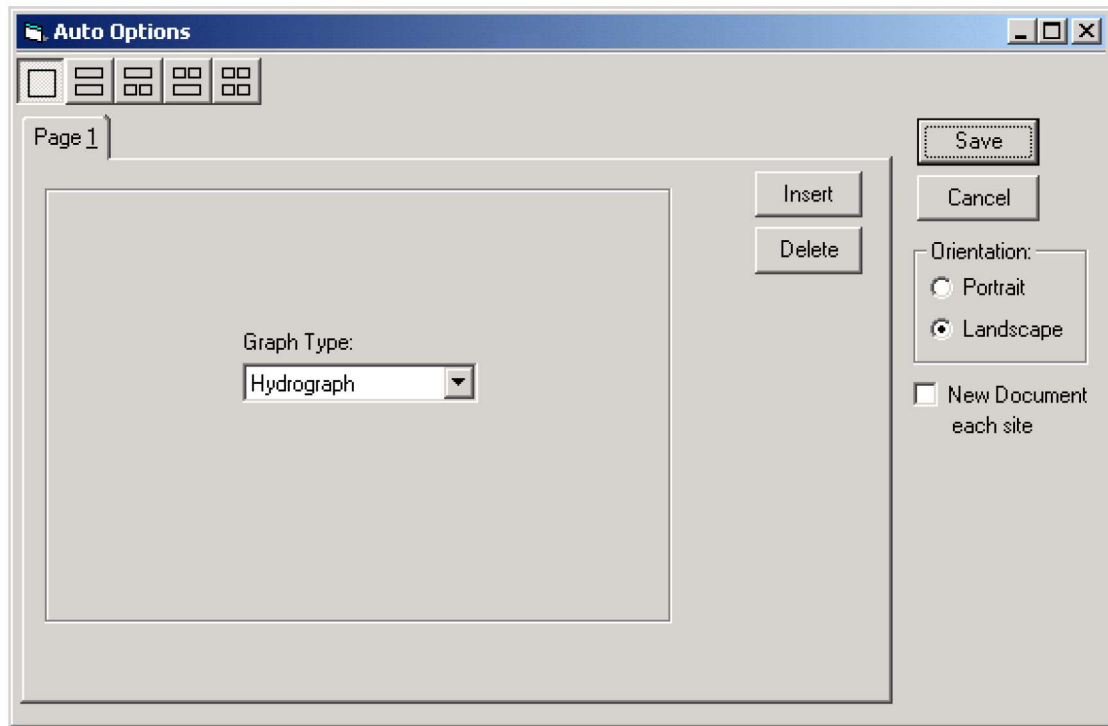 Auto Options
Page 1
Insert
Delete
Graph Type:
Hydrograph
Save
Cancel
Orientation:
Portrait
Landscape
New Document
each site